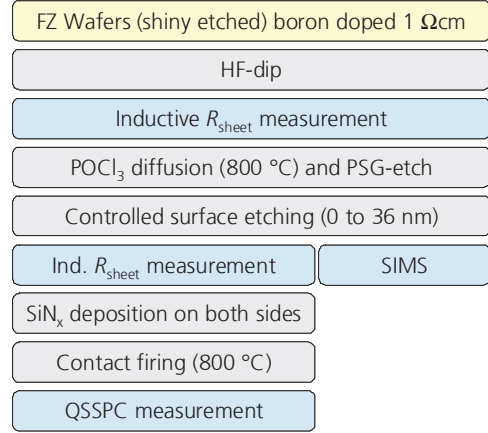 FZ Wafers (shiny etched) boron doped 1 Ωcm
HF-dip
Inductive Rsheet measurement
POCl3 diffusion (800 °C) and PSG-etch
Controlled surface etching (0 to 36 nm)
Ind. Rsheet measurement SIMS
SiNx deposition on both sides
Contact firing (800 °C)
QSSPC measurement